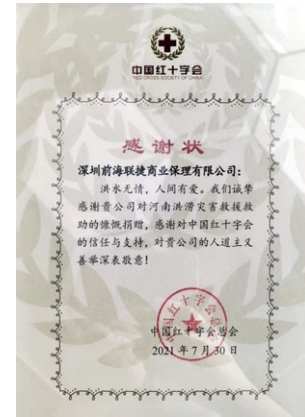 中国红十字会
RED CROSS SOCIETY OF CHINA
感谢状
深圳前海联捷商业保理有限公司：
洪水无情，人间有爱。我们诚挚
感谢贵公司对河南洪涝灾害救援救
助的慷慨捐赠，感谢对中国红十字会
的信任与支持，对贵公司的人道主义
善举深表敬意！
中国红十字会总会
2021年7月30日